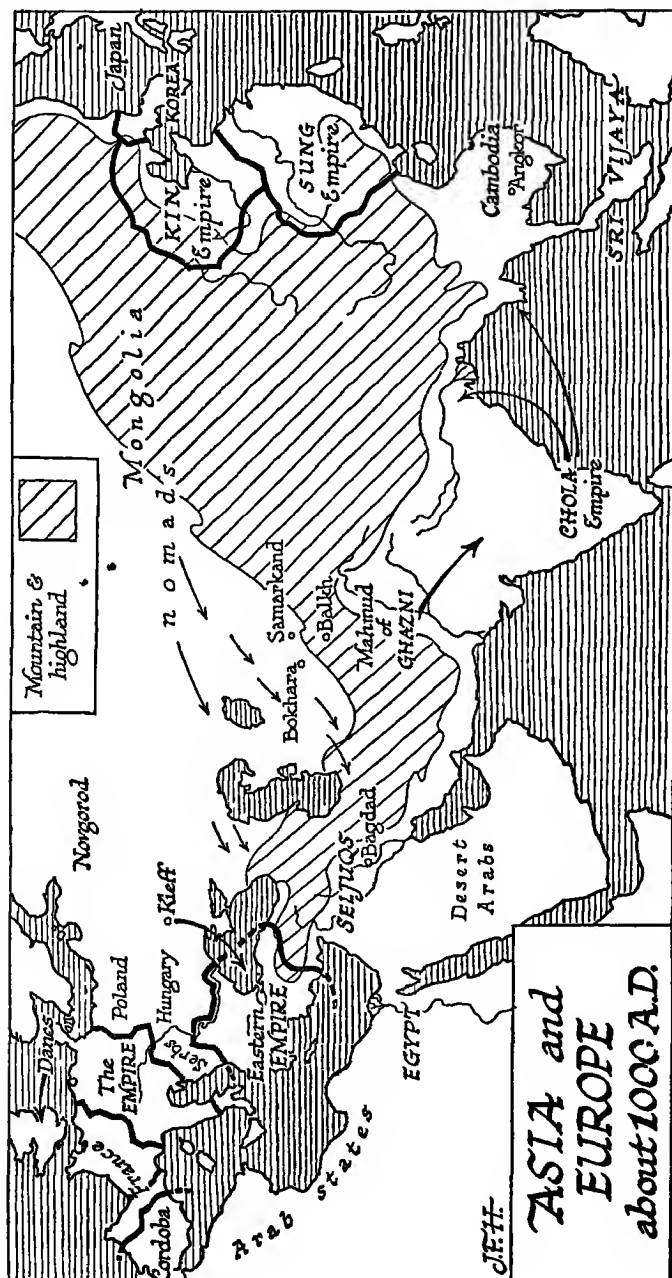 Mountain &
highland
Danes
Novgorod
Kieff
Poland
Hungary
The
EMPIRE
France
Cordoba
Serbs
Eastern
EMPIRE
Arab states
EGYPT
Desert
Arabs
SELJUQS
Bagdad
Bokhara
Samarkand
Balkh
Mahmud
of
GHAZNI
nomads
Mongolia
KIN
Empire
KOREA
Japan
SUNG
Empire
Cambodia
Angkor
SRI VIJAYA
CHOLA
Empire
J.F.H.
ASIA and
EUROPE
about 1000 A.D.